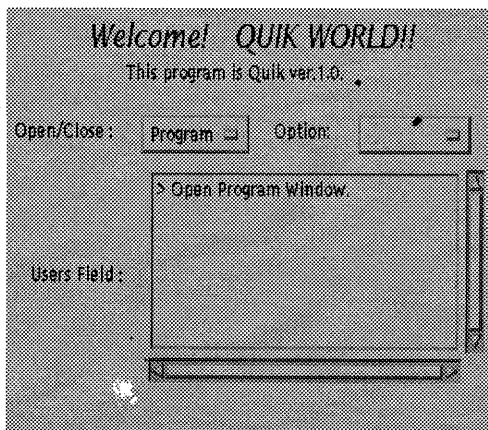 Welcome! QUIK WORLD!!
This program is Quik ver.1.0.
Open/Close : Program Option:
> Open Program Window.
Users Field :